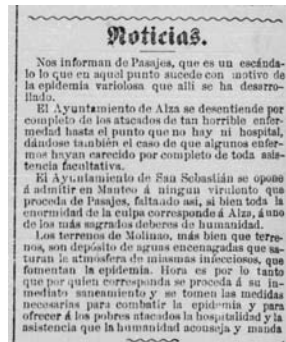 Noticias.
Nos informan de Pasajes, que es un escánda-
lo lo que en aquel punto sucede con motivo de
la epidemia variolosa que allí se ha desarro-
llado.
El Ayuntamiento de Alza se desentiende por
completo de los atacados de tan horrible enfer-
medad hasta el punto que no hay ni hospital,
dándose también el caso de que algunos enfer-
mos hayan carecido por completo de toda asis-
tencia facultativa.
El Ayuntamiento de San Sebastián se opone
á admitir en Manteo á ningun virulento que
proceda de Pasajes, faltando así, si bien toda la
enormidad de la culpa corresponde á Alza, á uno
de los más sagrados deberes de humanidad.
Los terrenos de Molinao, más bien que terre-
nos, son depósito de aguas encenagadas que sa-
turan le atmósfera de miasmas infecciosos, que
fomentan la epidemia. Hora es por lo tanto
que por quien corresponda se proceda á su in-
mediato saneamiento y se tomen las medidas
necesarias para combatir la epidemia y para
ofrecer á los pobres atacados la hospitalidad y la
asistencia que la humanidad aconseja y manda